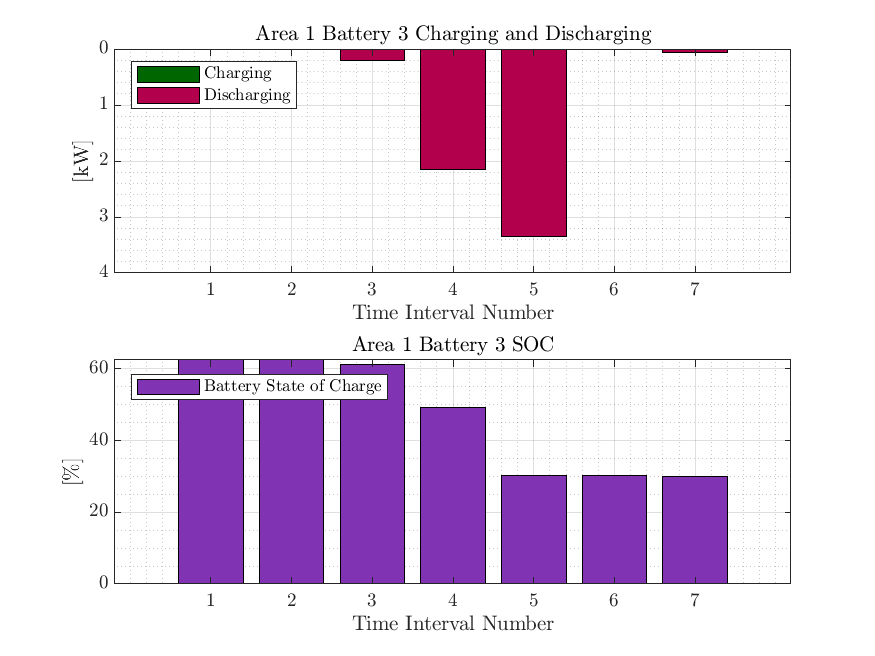 Area 1 Battery 3 Charging and Discharging
0
1
2
3
4
[kW]
Charging
Discharging
1 2 3 4 5 6 7
Time Interval Number
Area 1 Battery 3 SOC
60
40
20
0
[%]
Battery State of Charge
1 2 3 4 5 6 7
Time Interval Number